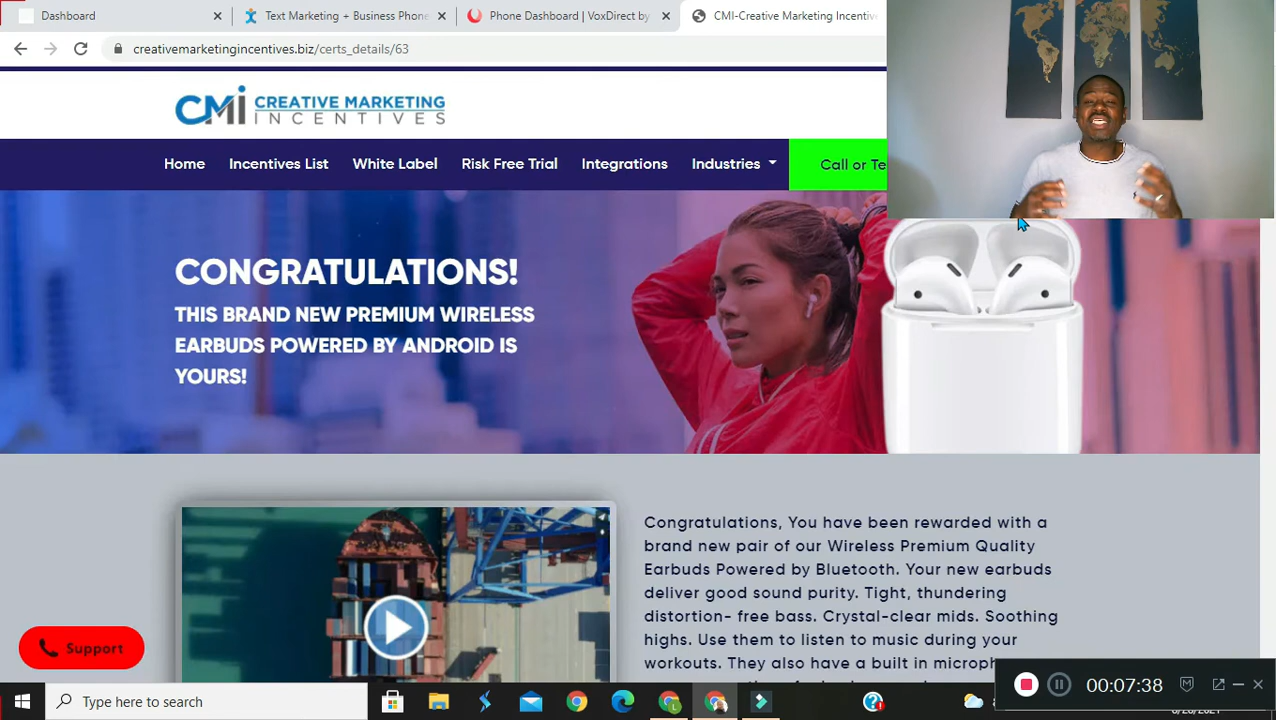 Dashboard
Text Marketing + Business Phone
Phone Dashboard | VoxDirect by
CMI-Creative Marketing Incentive
creativemarketingincentives.biz/certs_details/63
CMi CREATIVE MARKETING
INCENTIVES
Home Incentives List White Label Risk Free Trial Integrations Industries Call or Te
CONGRATULATIONS!
THIS BRAND NEW PREMIUM WIRELESS
EARBUDS POWERED BY ANDROID IS
YOURS!
Congratulations, You have been rewarded with a
brand new pair of our Wireless Premium Quality
Earbuds Powered by Bluetooth. Your new earbuds
deliver good sound purity. Tight, thundering
distortion- free bass. Crystal-clear mids. Soothing
highs. Use them to listen to music during your
workouts. They also have a built in microph
Support
00:07:38
Type here to search